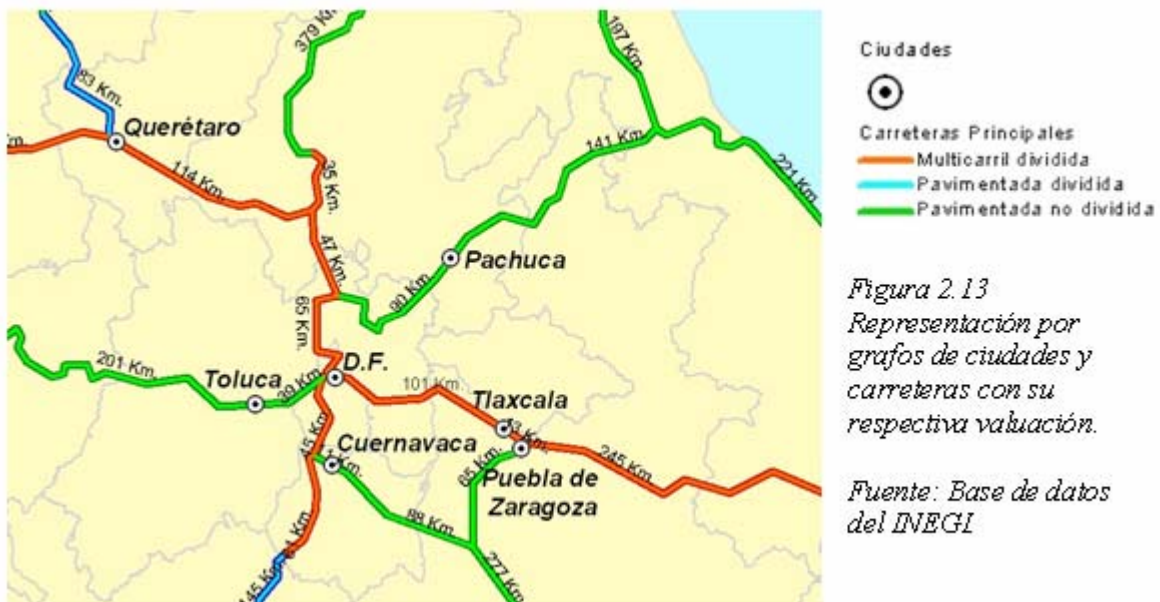 379 Km.
197 Km.
83 Km.
Querétaro
114 Km.
35 Km.
141 Km.
221 Km.
47 Km.
Pachuca
90 Km
65 Km.
201 Km.
Toluca
39 Km.
D.F.
101 Km.
Tlaxcala
45 Km.
Cuernavaca
65 Km.
Puebla de
Zaragoza
245 Km.
88 Km.
277 Km.
145 Km.
Ciudades
Carreteras Principales
Multicarril dividida
Pavimentada dividida
Pavimentada no dividida
Figura 2.13
Representación por
grafos de ciudades y
carreteras con su
respectiva valuación.
Fuente: Base de datos
del INEGI